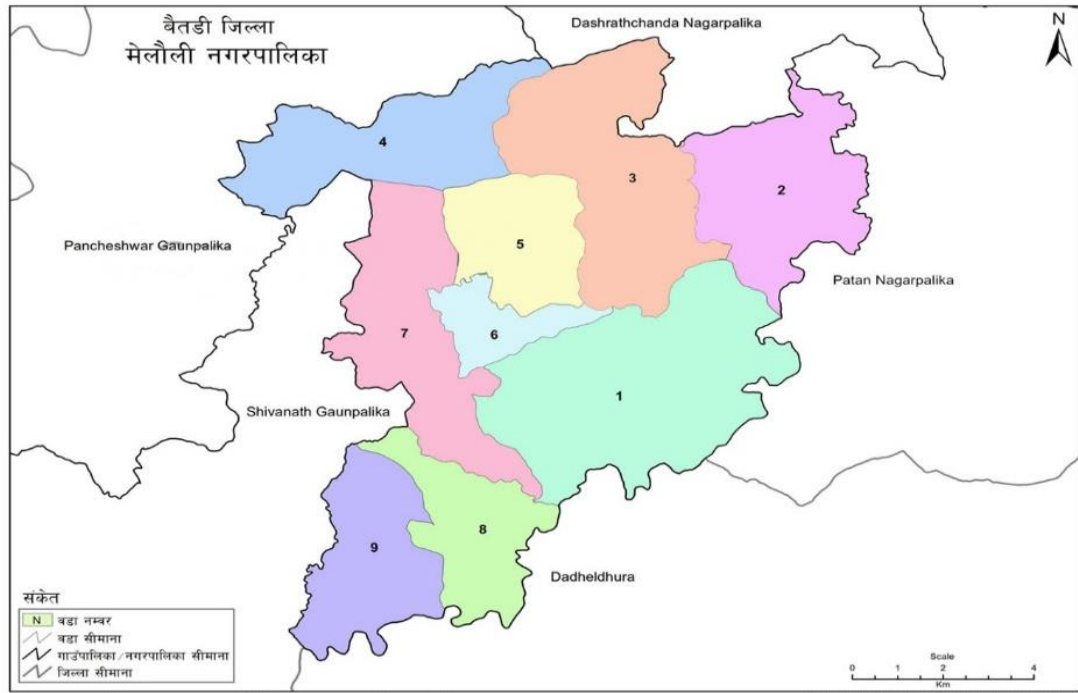 बैतडी जिल्ला
मेलौली नगरपालिका
Dashrathchanda Nagarpalika
N
4
3
2
5
Pancheshwar Gaunpalika
Patan Nagarpalika
6
7
1
Shivanath Gaunpalika
8
9
Dadheldhura
संकेत
N वडा नम्बर
वडा सीमाना
गाउँपालिका/नगरपालिका सीमाना
जिल्ला सीमाना
Scale
0 1 2 4
Km